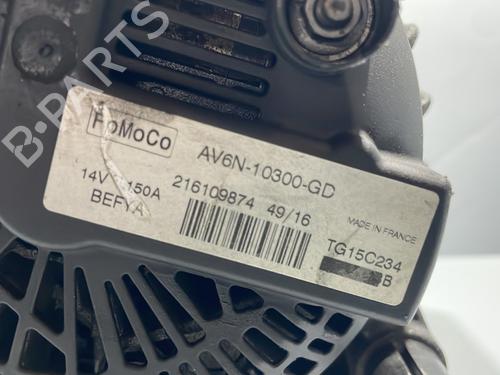 B-PARTS
FoMoCo
AV6N-10300-GD
14V 150A
216109874 49/16
BEFYA
MADE IN FRANCE
TG15C234
B